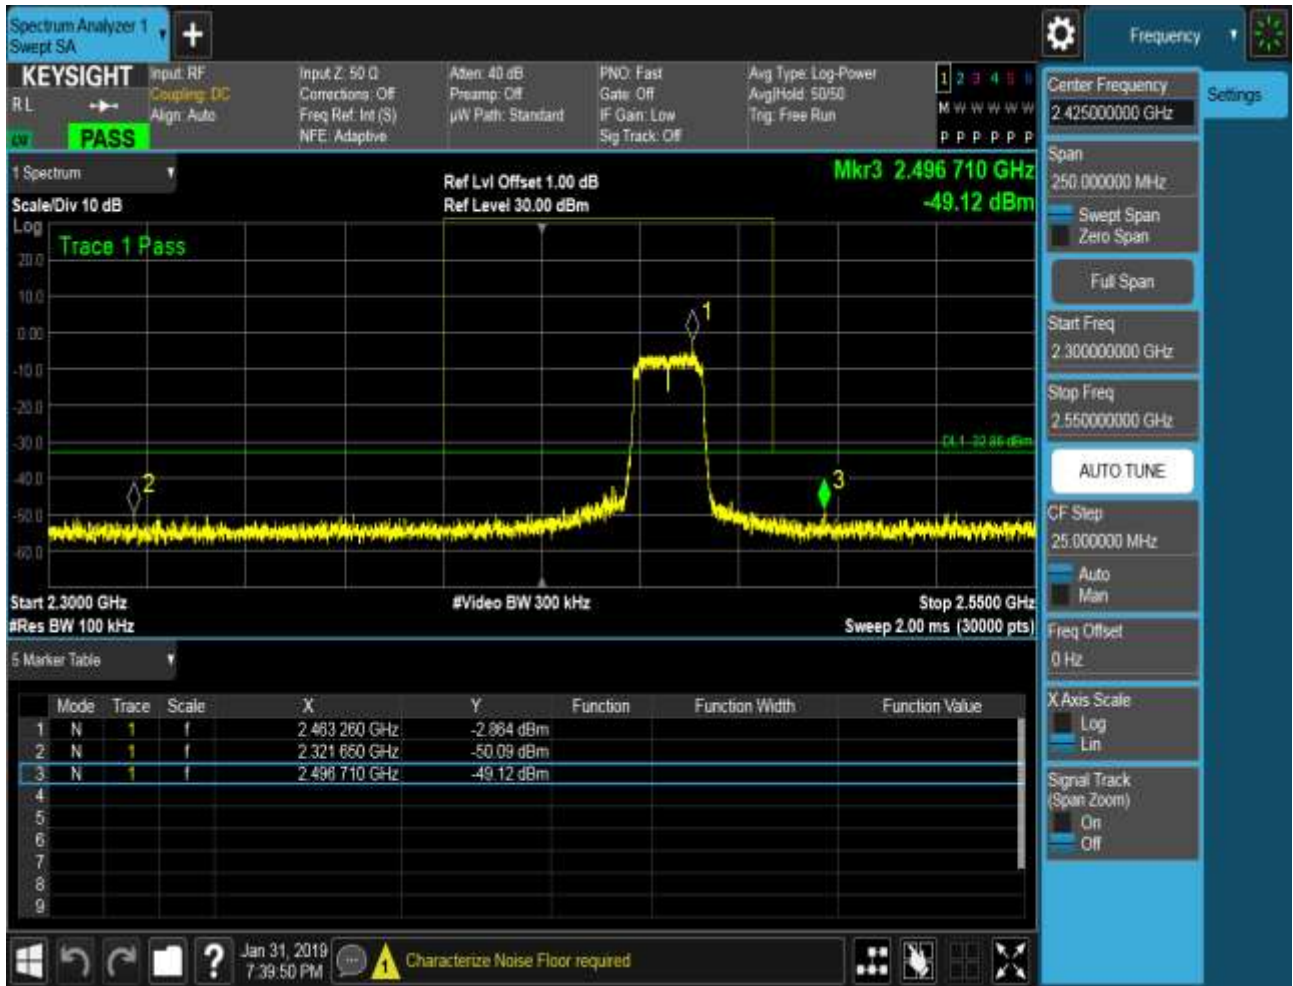 Spectrum Analyzer 1
Swept SA
+
Frequency
KEYSIGHT
R L
LXI
PASS
Input: RF
Coupling: DC
Align: Auto
Input Z: 50 Ω
Corrections: Off
Freq Ref: Int (S)
NFE: Adaptive
Atten: 40 dB
Preamp: Off
µW Path: Standard
PNO: Fast
Gate: Off
IF Gain: Low
Sig Track: Off
Avg Type: Log-Power
Avg|Hold: 50/50
Trig: Free Run
1 2 3 4 5 6
M W W W W W
P P P P P P
1 Spectrum
Scale/Div 10 dB
Ref Lvl Offset 1.00 dB
Ref Level 30.00 dBm
Mkr3 2.496 710 GHz
-49.12 dBm
Log
Trace 1 Pass
20.0
10.0
0.00
-10.0
-20.0
-30.0
-40.0
-50.0
-60.0
1
2
3
DL1 -32.86 dBm
Start 2.3000 GHz
#Res BW 100 kHz
#Video BW 300 kHz
Stop 2.5500 GHz
Sweep 2.00 ms (30000 pts)
5 Marker Table
Mode Trace Scale X Y Function Function Width Function Value
1 N 1 f 2.463 260 GHz -2.864 dBm
2 N 1 f 2.321 650 GHz -50.09 dBm
3 N 1 f 2.496 710 GHz -49.12 dBm
4
5
6
7
8
9
Center Frequency
2.425000000 GHz
Settings
Span
250.000000 MHz
Swept Span
Zero Span
Full Span
Start Freq
2.300000000 GHz
Stop Freq
2.550000000 GHz
AUTO TUNE
CF Step
25.000000 MHz
Auto
Man
Freq Offset
0 Hz
X Axis Scale
Log
Lin
Signal Track
(Span Zoom)
On
Off
?
Jan 31, 2019
7:39:50 PM
1
Characterize Noise Floor required